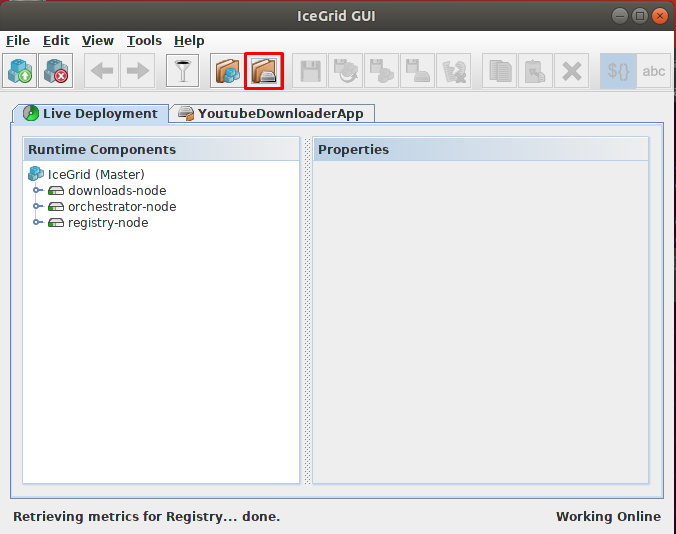 IceGrid GUI
File Edit View Tools Help
${} abc
Live Deployment YoutubeDownloaderApp
Runtime Components Properties
IceGrid (Master)
downloads-node
orchestrator-node
registry-node
Retrieving metrics for Registry... done. Working Online